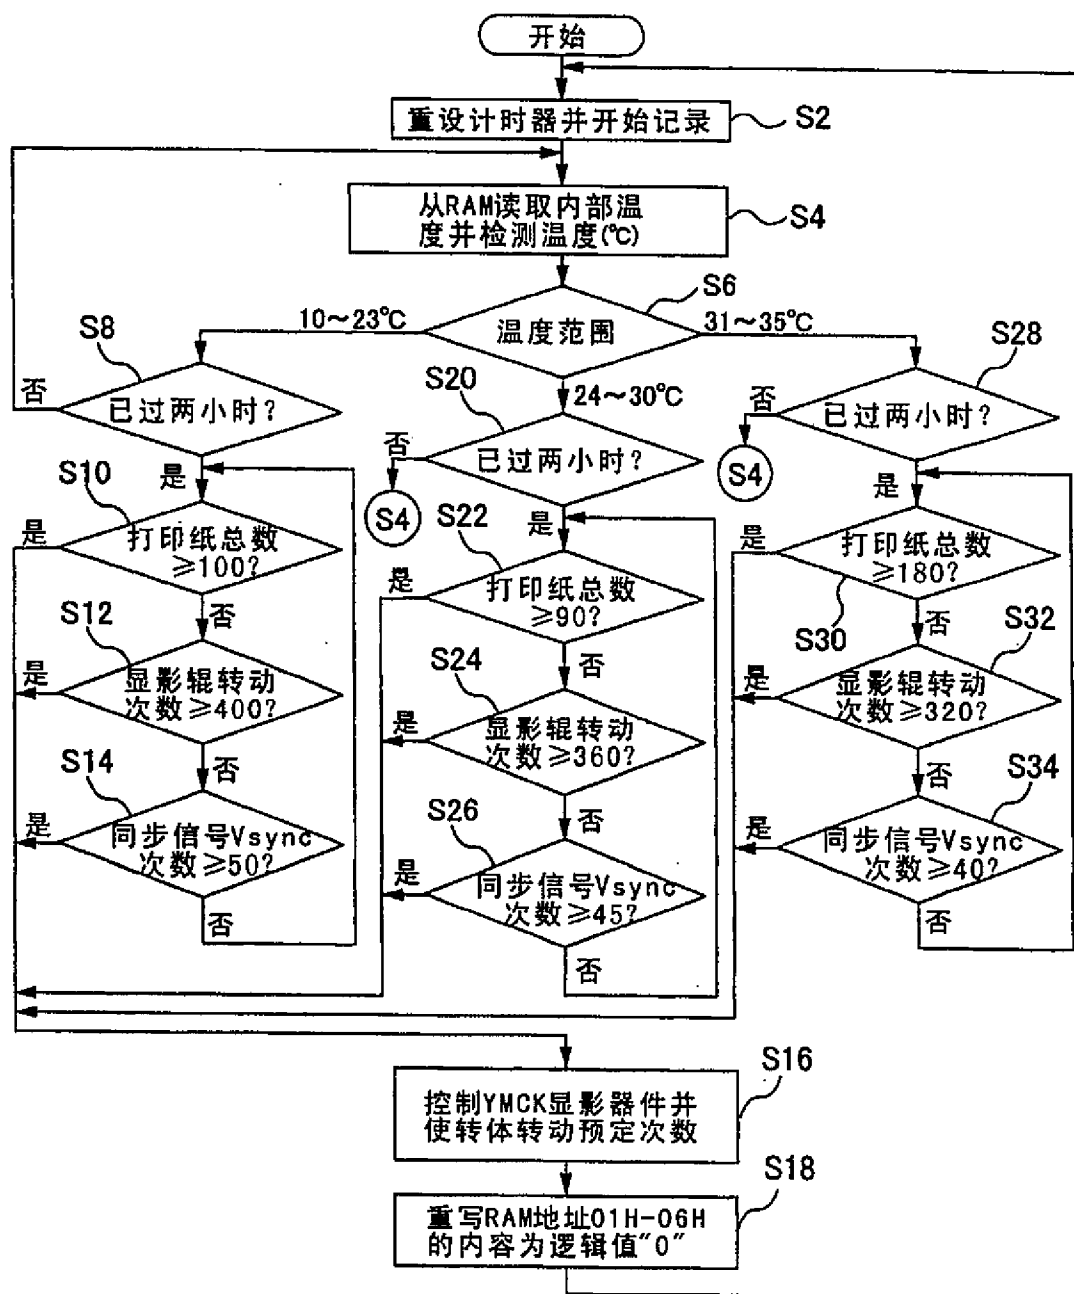 开始
重设计时器并开始记录
S2
从RAM读取内部温
度并检测温度(℃)
S4
温度范围
S6
10～23℃
31～35℃
24～30℃
S8
已过两小时?
否
是
S10
打印纸总数
≥100?
是
否
S12
显影辊转动
次数≥400?
是
否
S14
同步信号Vsync
次数≥50?
是
否
S20
已过两小时?
否
S4
是
S22
打印纸总数
≥90?
是
否
S24
显影辊转动
次数≥360?
是
否
S26
同步信号Vsync
次数≥45?
是
否
S28
已过两小时?
否
S4
是
打印纸总数
≥180?
S30
是
否
S32
显影辊转动
次数≥320?
是
否
S34
同步信号Vsync
次数≥40?
是
否
S16
控制YMCK显影器件并
使转体转动预定次数
S18
重写RAM地址01H-06H
的内容为逻辑值"0"